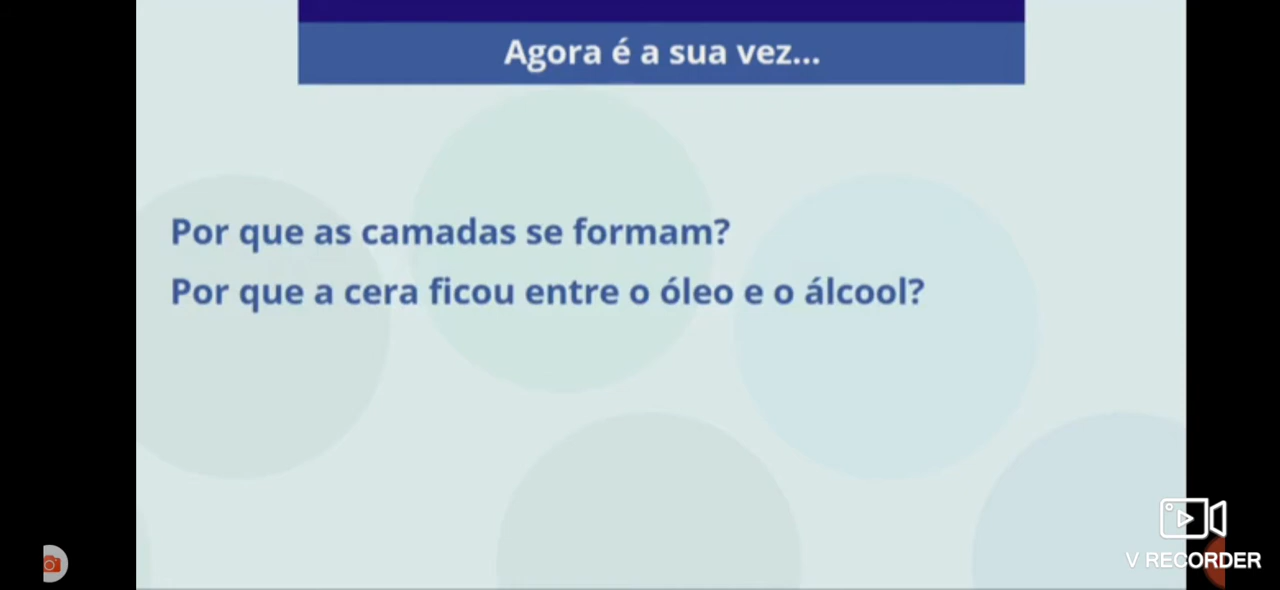 Agora é a sua vez...
Por que as camadas se formam?
Por que a cera ficou entre o óleo e o álcool?
V RECORDER